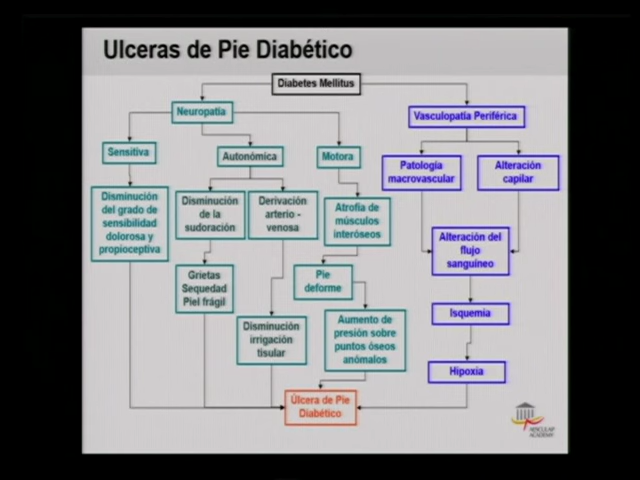 Ulceras de Pie Diabético
Diabetes Mellitus
Neuropatía
Vasculopatía Periférica
Sensitiva
Autonómica
Motora
Patología
macrovascular
Alteración
capilar
Disminución
del grado de
sensibilidad
dolorosa y
propioceptiva
Disminución
de la
sudoración
Derivación
arterio -
venosa
Atrofia de
músculos
interóseos
Alteración del
flujo
sanguíneo
Grietas
Sequedad
Piel frágil
Pie
deforme
Isquemia
Disminución
irrigación
tisular
Aumento de
presión sobre
puntos óseos
anómalos
Hipoxia
Úlcera de Pie
Diabético
AESCULAP
ACADEMY